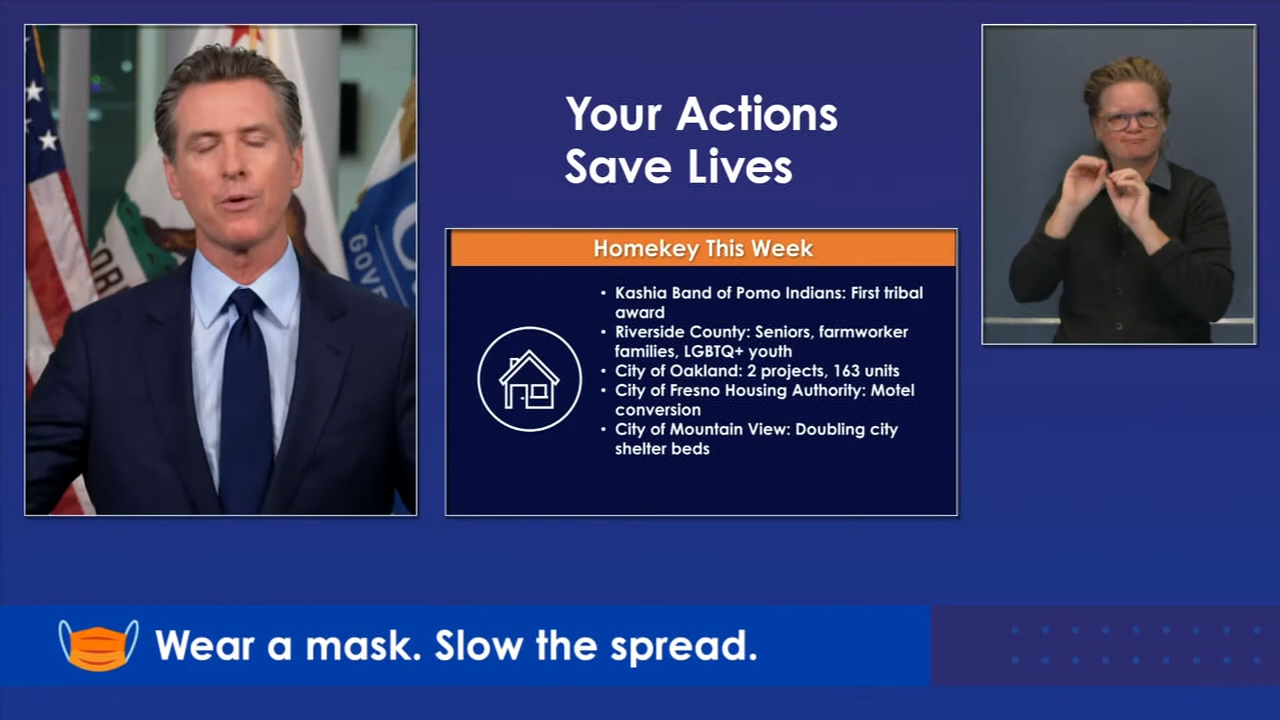 Your Actions
Save Lives
Homekey This Week
• Kashia Band of Pomo Indians: First tribal
award
• Riverside County: Seniors, farmworker
families, LGBTQ+ youth
• City of Oakland: 2 projects, 163 units
• City of Fresno Housing Authority: Motel
conversion
• City of Mountain View: Doubling city
shelter beds
Wear a mask. Slow the spread.
GOVE